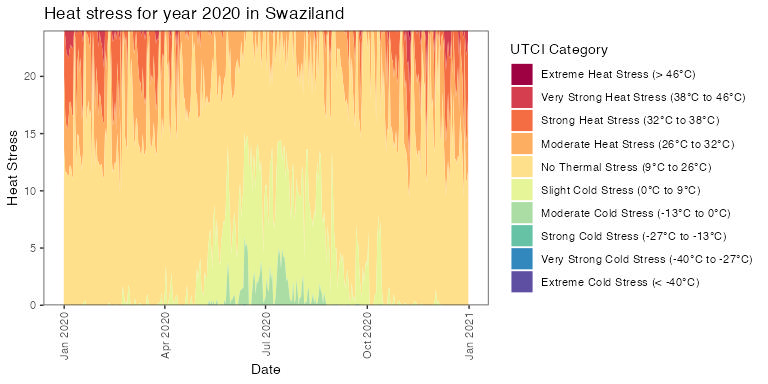 Heat stress for year 2020 in Swaziland
UTCI Category
Extreme Heat Stress (> 46°C)
Very Strong Heat Stress (38°C to 46°C)
Strong Heat Stress (32°C to 38°C)
Moderate Heat Stress (26°C to 32°C)
No Thermal Stress (9°C to 26°C)
Slight Cold Stress (0°C to 9°C)
Moderate Cold Stress (-13°C to 0°C)
Strong Cold Stress (-27°C to -13°C)
Very Strong Cold Stress (-40°C to -27°C)
Extreme Cold Stress (< -40°C)
Heat Stress
20
15
10
5
0
Jan 2020
Apr 2020
Jul 2020
Oct 2020
Jan 2021
Date